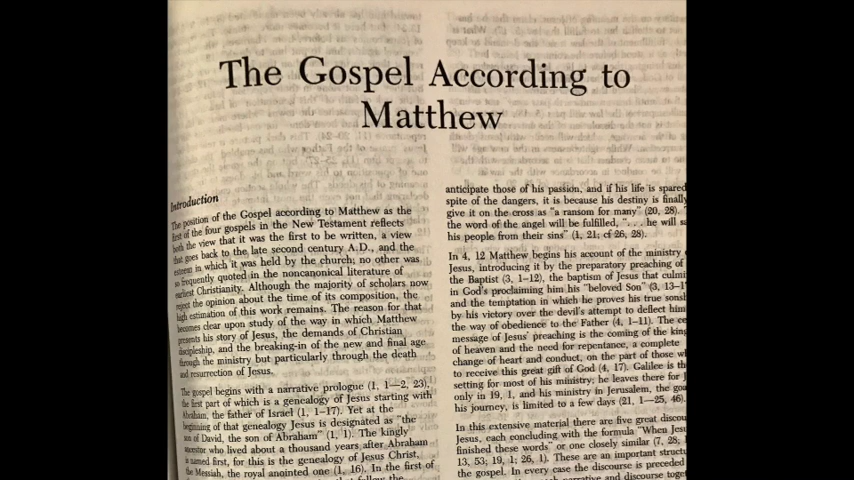 The Gospel According to
Matthew
Introduction
The position of the Gospel according to Matthew as the
first of the four gospels in the New Testament reflects
both the view that it was the first to be written, a view
that goes back to the late second century A.D., and the
esteem in which it was held by the church; no other was
so frequently quoted in the noncanonical literature of
earliest Christianity. Although the majority of scholars now
reject the opinion about the time of its composition, the
high estimation of this work remains. The reason for that
becomes clear upon study of the way in which Matthew
presents his story of Jesus, the demands of Christian
discipleship, and the breaking-in of the new and final age
through the ministry but particularly through the death
and resurrection of Jesus.
The gospel begins with a narrative prologue (1, 1—2, 23),
the first part of which is a genealogy of Jesus starting with
Abraham, the father of Israel (1, 1–17). Yet at the
beginning of that genealogy Jesus is designated as "the
son of David, the son of Abraham" (1, 1). The kingly
ancestor who lived about a thousand years after Abraham
is named first, for this is the genealogy of Jesus Christ,
the Messiah, the royal anointed one (1, 16). In the first of
anticipate those of his passion, and if his life is spared
spite of the dangers, it is because his destiny is finally
give it on the cross as "a ransom for many" (20, 28).
the word of the angel will be fulfilled, ". . . he will sa
his people from their sins" (1, 21; cf 26, 28).
In 4, 12 Matthew begins his account of the ministry
Jesus, introducing it by the preparatory preaching of
the Baptist (3, 1–12), the baptism of Jesus that culmi
in God's proclaiming him his "beloved Son" (3, 13–1
and the temptation in which he proves his true sonsh
by his victory over the devil's attempt to deflect him
the way of obedience to the Father (4, 1–11). The ce
message of Jesus' preaching is the coming of the king
of heaven and the need for repentance, a complete
change of heart and conduct, on the part of those w
to receive this great gift of God (4, 17). Galilee is th
setting for most of his ministry; he leaves there for J
only in 19, 1, and his ministry in Jerusalem, the goa
his journey, is limited to a few days (21, 1—25, 46).
In this extensive material there are five great discou
Jesus, each concluding with the formula "When Jesu
finished these words" or one closely similar (7, 28;
13, 53; 19, 1; 26, 1). These are an important struct
the gospel. In every case the discourse is preceded
narrative and discourse toge